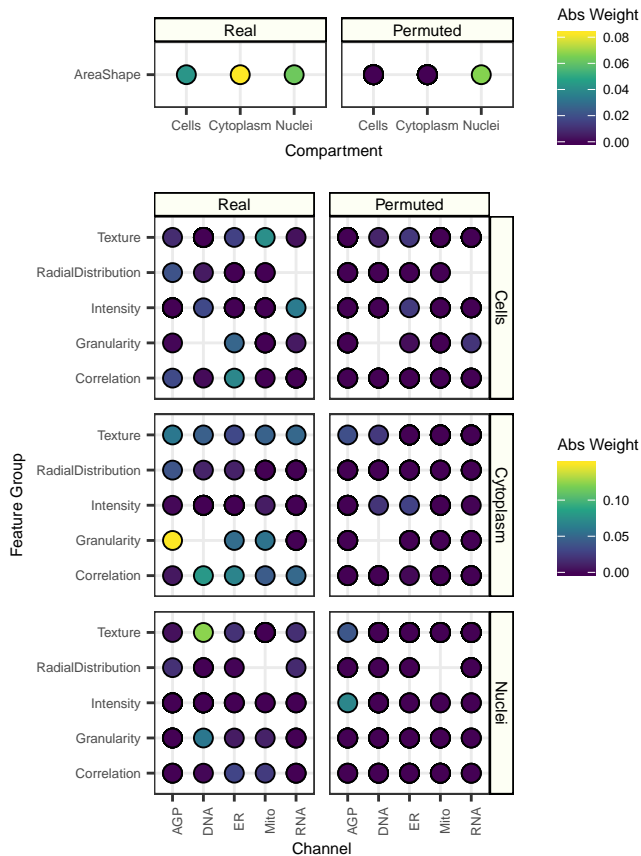 Real Permuted
AreaShape
Cells Cytoplasm Nuclei Cells Cytoplasm Nuclei
Compartment
Abs Weight
0.08
0.06
0.04
0.02
0.00
Real Permuted
Feature Group
Texture
RadialDistribution
Intensity
Granularity
Correlation
Cells
Texture
RadialDistribution
Intensity
Granularity
Correlation
Cytoplasm
Texture
RadialDistribution
Intensity
Granularity
Correlation
Nuclei
AGP DNA ER Mito RNA AGP DNA ER Mito RNA
Channel
Abs Weight
0.10
0.05
0.00